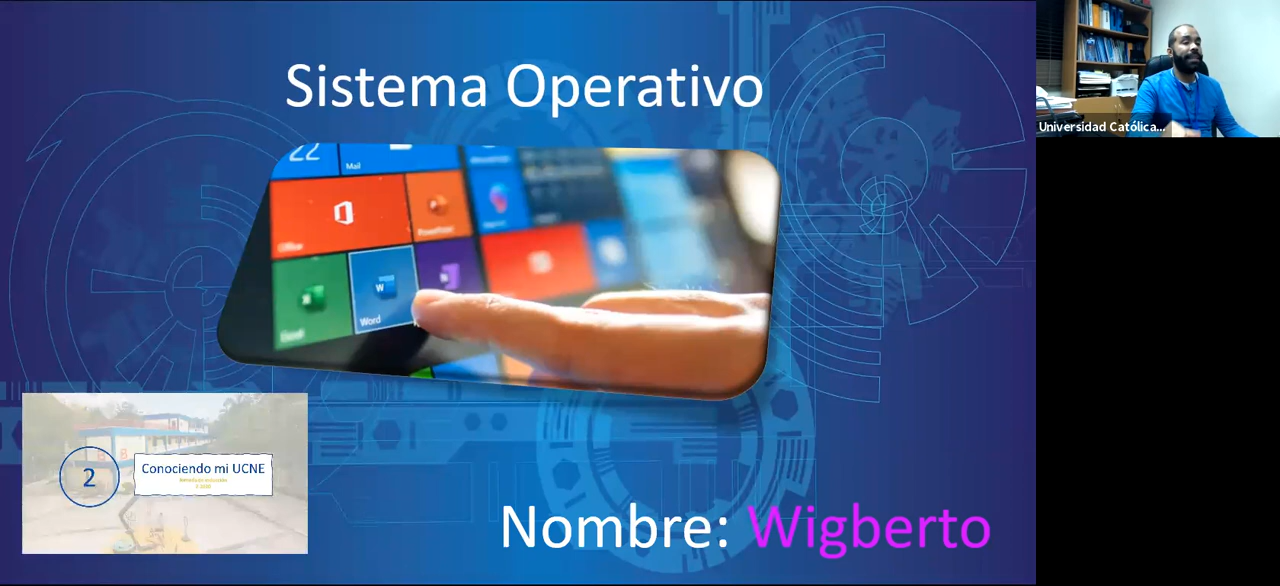 Sistema Operativo
22
Mail
Office
PowerPoint
Excel
W
Word
N
2
Conociendo mi UCNE
Nombre: Wigberto
Universidad Católica...